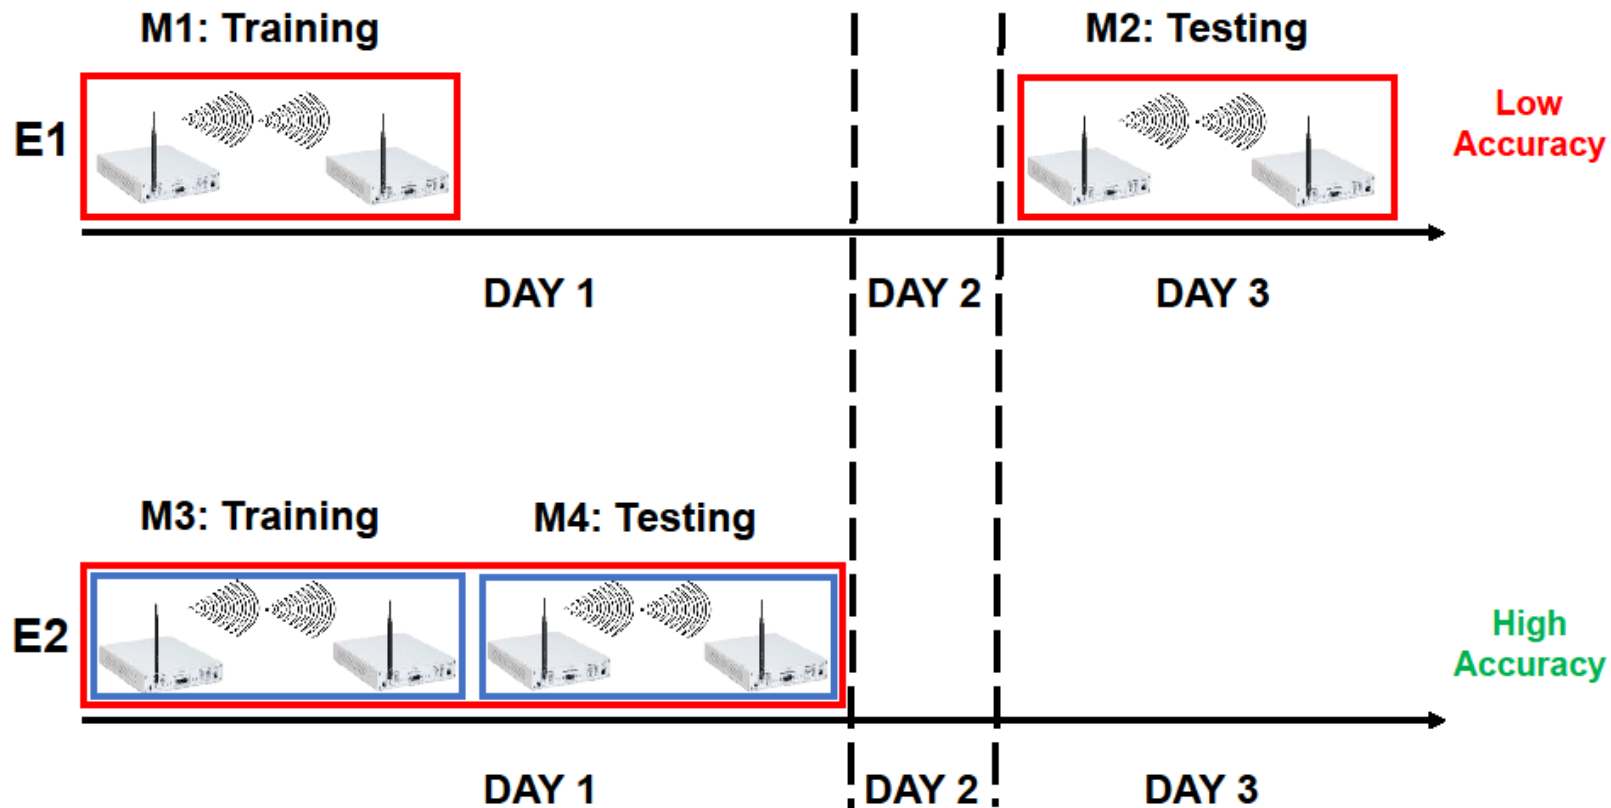 M1: Training
M2: Testing
E1
Low
Accuracy
DAY 1
DAY 2
DAY 3
M3: Training
M4: Testing
E2
High
Accuracy
DAY 1
DAY 2
DAY 3